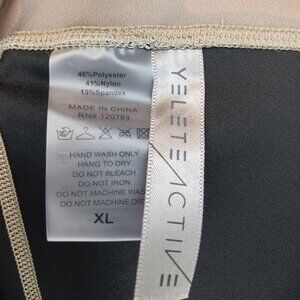 46%Polyester
41%Nylon
13%Spandex
MADE IN CHINA
RN# 120784
HAND WASH ONLY
HANG TO DRY
DO NOT BLEACH
DO NOT IRON
DO NOT MACHINE WAS
DO NOT MACHINE DR
XL
YELETE ACTIVE